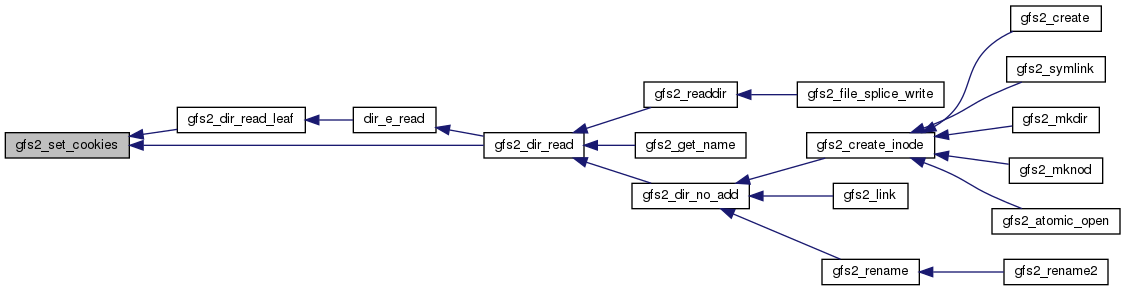 gfs2_set_cookies
gfs2_dir_read_leaf
dir_e_read
gfs2_dir_read
gfs2_readdir
gfs2_file_splice_write
gfs2_get_name
gfs2_dir_no_add
gfs2_create_inode
gfs2_create
gfs2_symlink
gfs2_mkdir
gfs2_mknod
gfs2_atomic_open
gfs2_link
gfs2_rename
gfs2_rename2